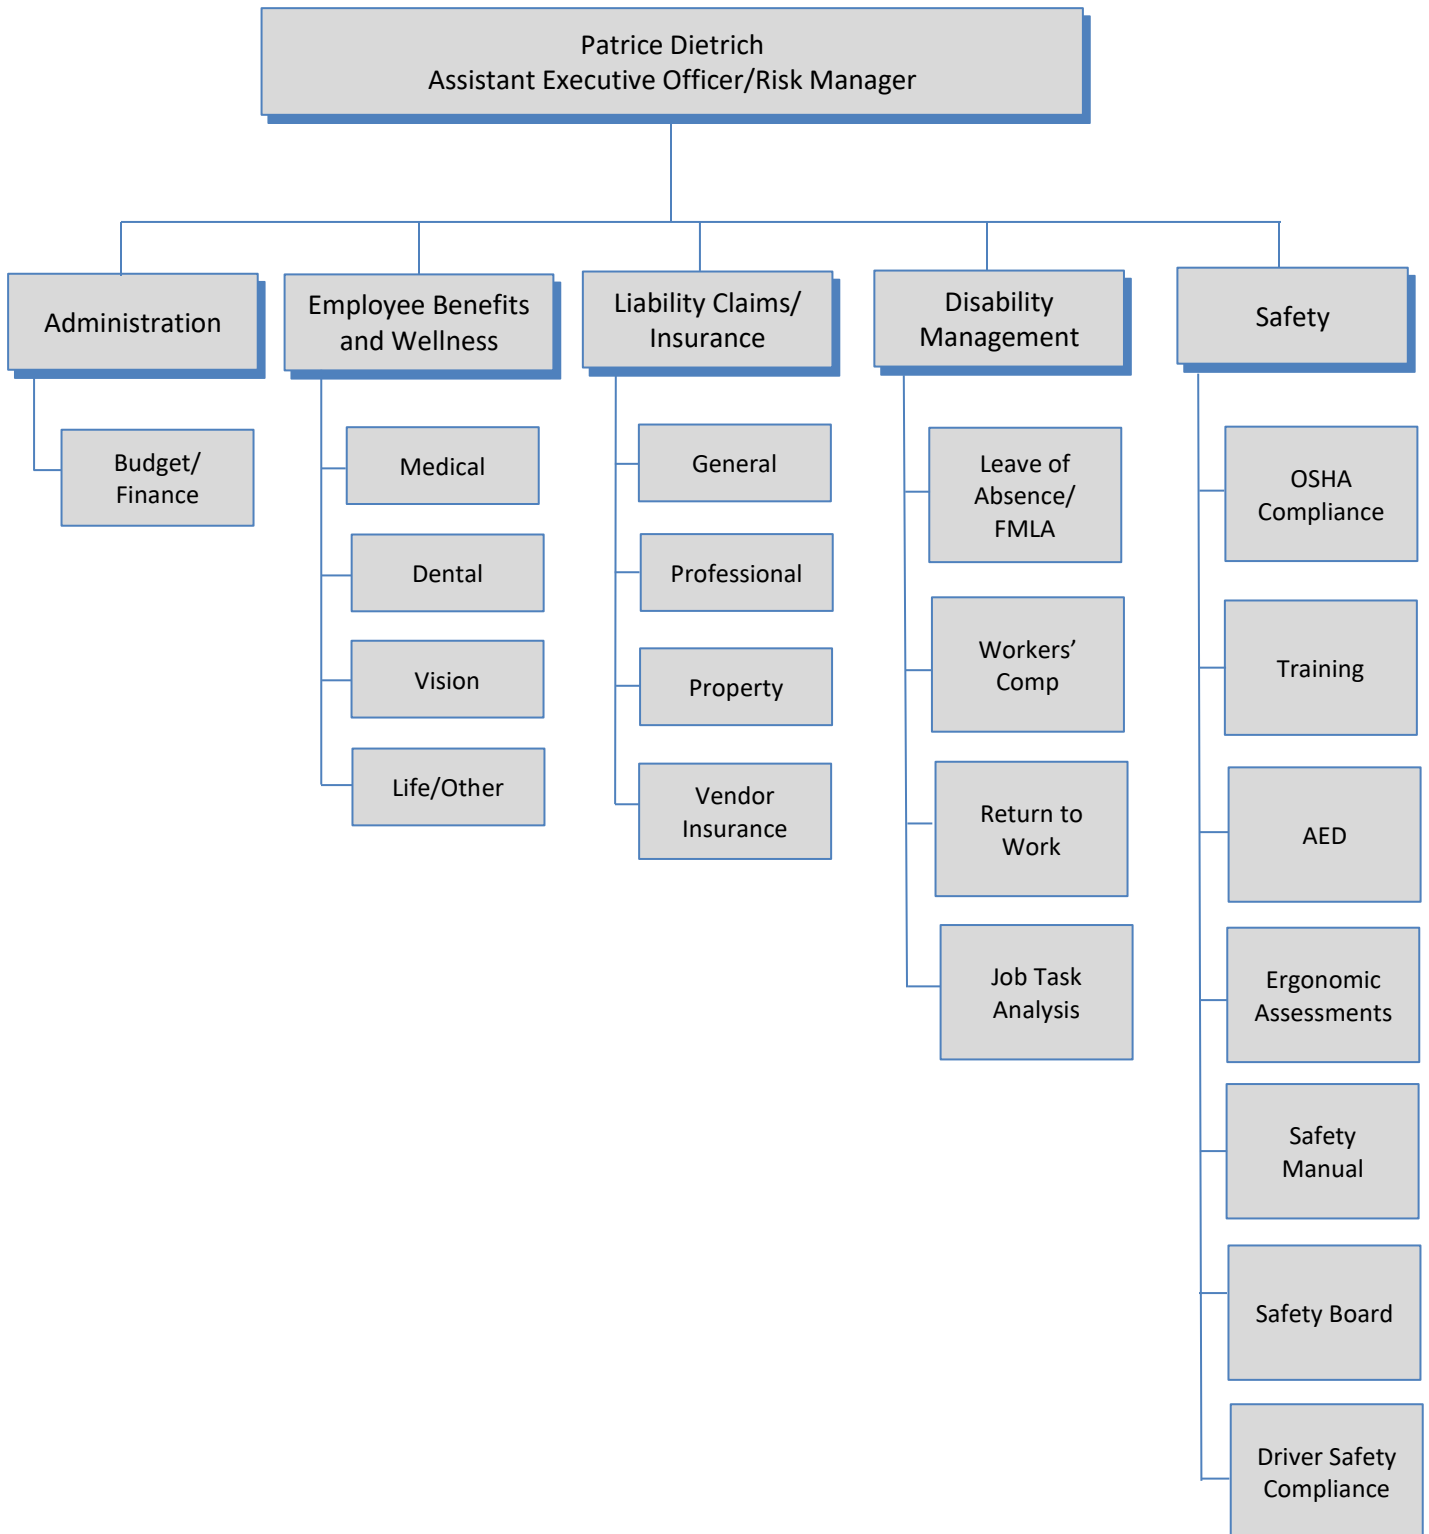 Patrice Dietrich
Assistant Executive Officer/Risk Manager
Administration
Budget/
Finance
Employee Benefits
and Wellness
Medical
Dental
Vision
Life/Other
Liability Claims/
Insurance
General
Professional
Property
Vendor
Insurance
Disability
Management
Leave of
Absence/
FMLA
Workers’
Comp
Return to
Work
Job Task
Analysis
Safety
OSHA
Compliance
Training
AED
Ergonomic
Assessments
Safety
Manual
Safety Board
Driver Safety
Compliance